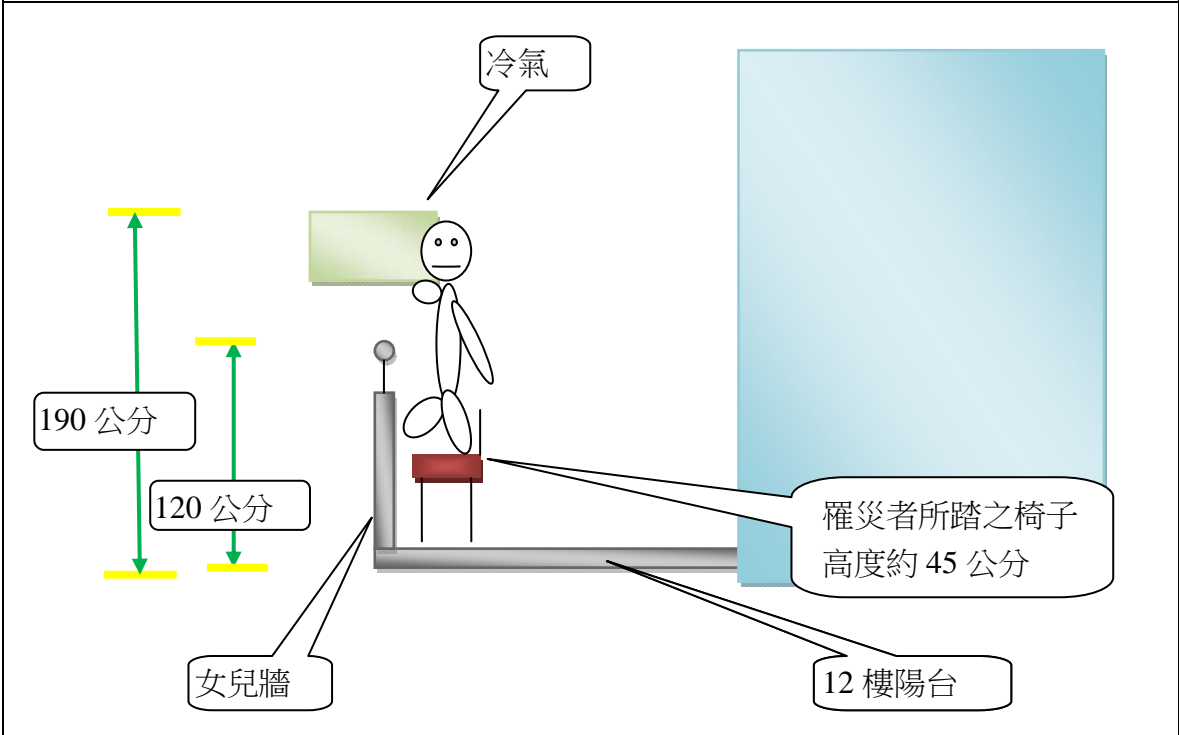 冷氣
190 公分
120 公分
罹災者所踏之椅子
高度約 45 公分
女兒牆
12 樓陽台